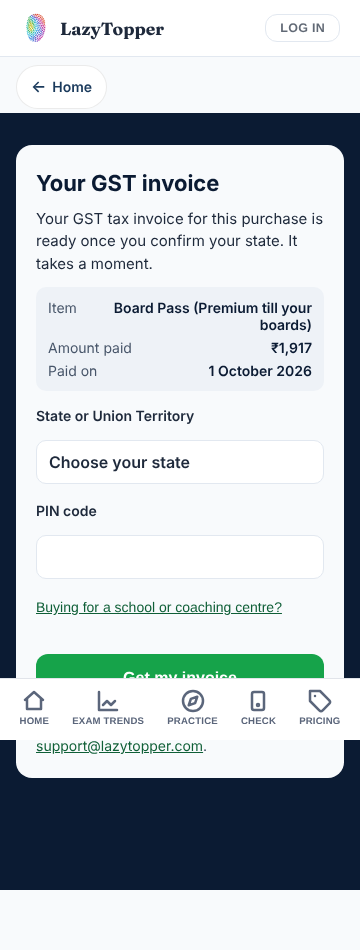 LazyTopper
LOG IN
← Home
Your GST invoice
Your GST tax invoice for this purchase is
ready once you confirm your state. It
takes a moment.
Item Board Pass (Premium till your
boards)
Amount paid ₹1,917
Paid on 1 October 2026
State or Union Territory
Choose your state
PIN code
Buying for a school or coaching centre?
Get my invoice
HOME EXAM TRENDS PRACTICE CHECK PRICING
support@lazytopper.com.